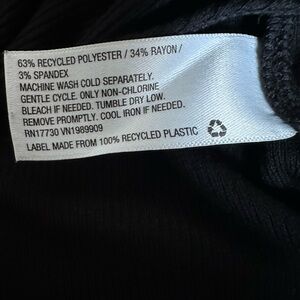 63% RECYCLED POLYESTER / 34% RAYON /
3% SPANDEX
MACHINE WASH COLD SEPARATELY.
GENTLE CYCLE. ONLY NON-CHLORINE
BLEACH IF NEEDED. TUMBLE DRY LOW.
REMOVE PROMPTLY. COOL IRON IF NEEDED.
RN17730 VN1989909
LABEL MADE FROM 100% RECYCLED PLASTIC